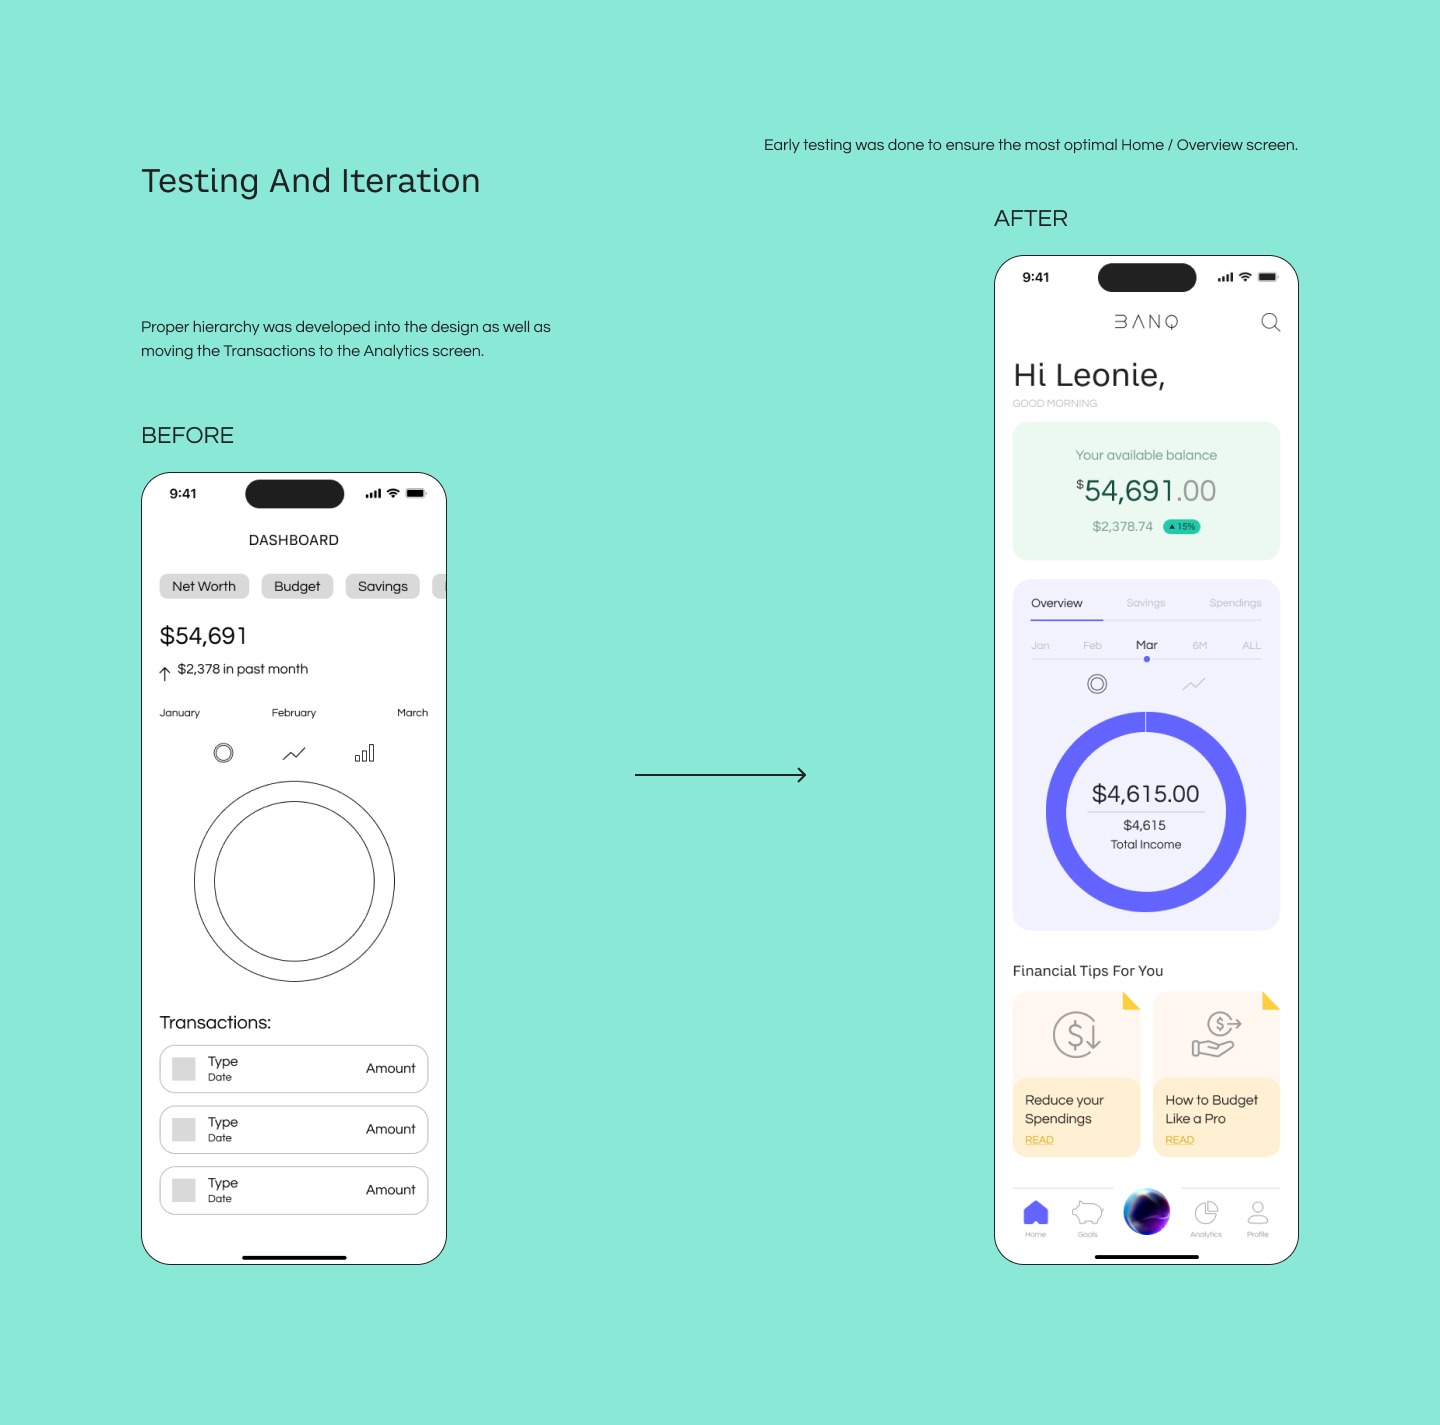 Testing And Iteration
Early testing was done to ensure the most optimal Home / Overview screen.
Proper hierarchy was developed into the design as well as
moving the Transactions to the Analytics screen.
BEFORE
9:41
DASHBOARD
Net Worth Budget Savings
$54,691
$2,378 in past month
January February March
Transactions:
Type
Date
Amount
Type
Date
Amount
Type
Date
Amount
AFTER
9:41
BANQ
Hi Leonie,
GOOD MORNING
Your available balance
$54,691.00
$2,378.74 15%
Overview Savings Spendings
Jan Feb Mar 6M ALL
$4,615.00
$4,615
Total Income
Financial Tips For You
Reduce your
Spendings
READ
How to Budget
Like a Pro
READ
Home Goals Analytics Profile